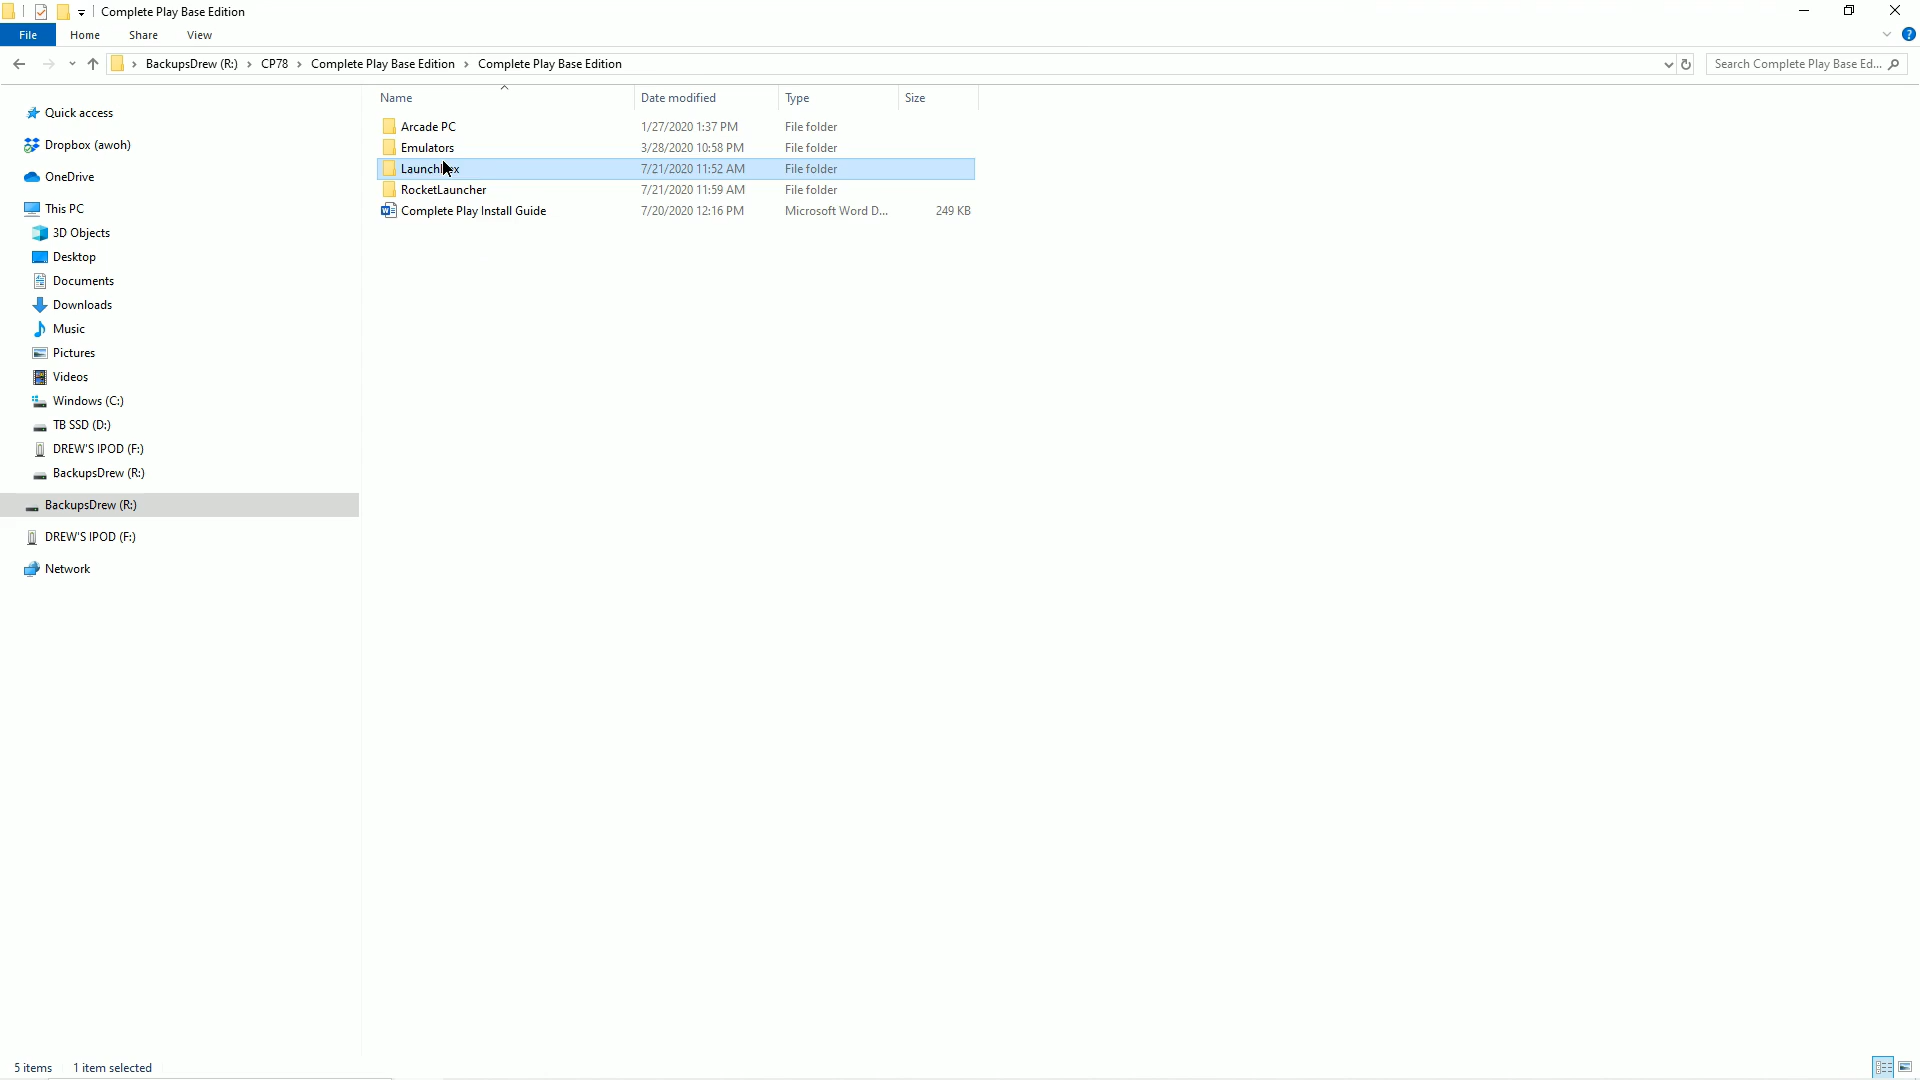 Complete Play Base Edition
File Home Share View
BackupsDrew (R:) CP78 Complete Play Base Edition Complete Play Base Edition Search Complete Play Base Ed...
Name Date modified Type Size
Quick access
Dropbox (awoh)
OneDrive
This PC
3D Objects
Desktop
Documents
Downloads
Music
Pictures
Videos
Windows (C:)
TB SSD (D:)
DREW'S IPOD (F:)
BackupsDrew (R:)
BackupsDrew (R:)
DREW'S IPOD (F:)
Network
Arcade PC 1/27/2020 1:37 PM File folder
Emulators 3/28/2020 10:58 PM File folder
LaunchBox 7/21/2020 11:52 AM File folder
RocketLauncher 7/21/2020 11:59 AM File folder
Complete Play Install Guide 7/20/2020 12:16 PM Microsoft Word D... 249 KB
5 items 1 item selected